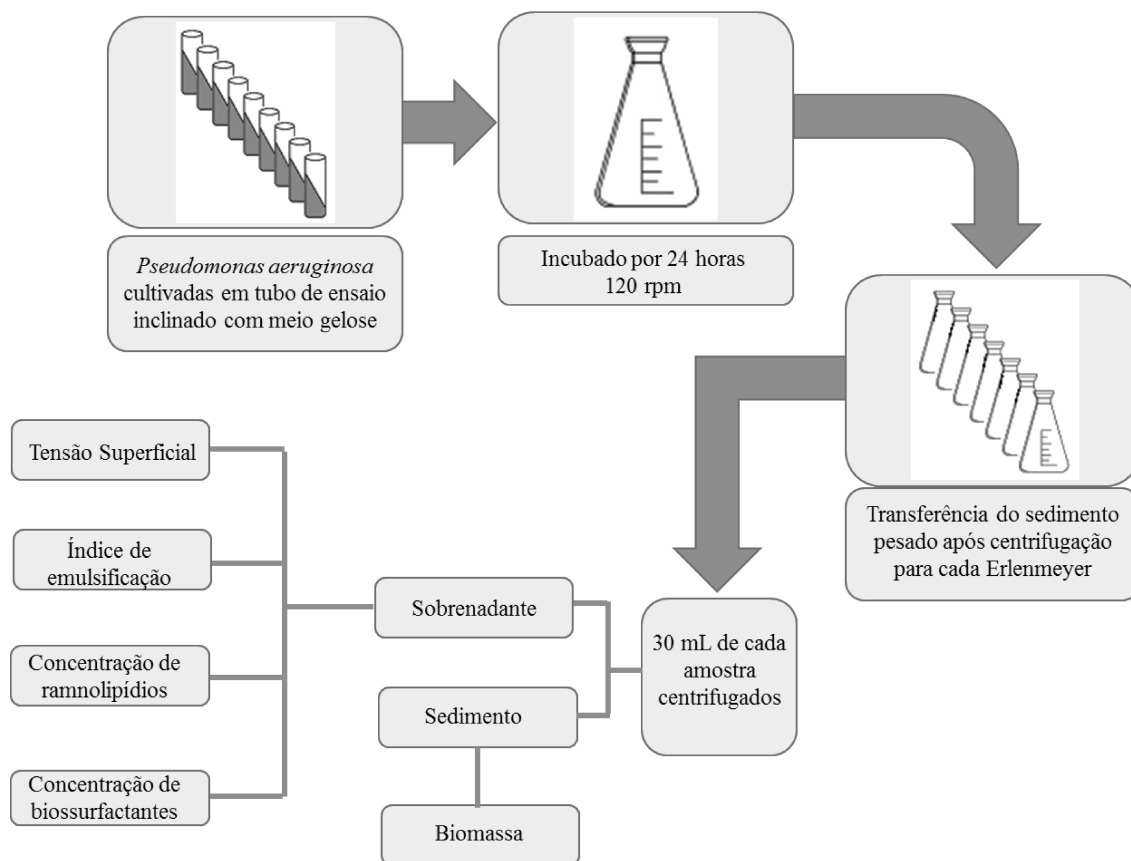 Pseudomonas aeruginosa
cultivadas em tubo de ensaio
inclinado com meio gelose
Incubado por 24 horas
120 rpm
Transferência do sedimento
pesado após centrifugação
para cada Erlenmeyer
30 mL de cada
amostra
centrifugados
Sobrenadante
Sedimento
Biomassa
Tensão Superficial
Índice de
emulsificação
Concentração de
ramnolipídios
Concentração de
biossurfactantes